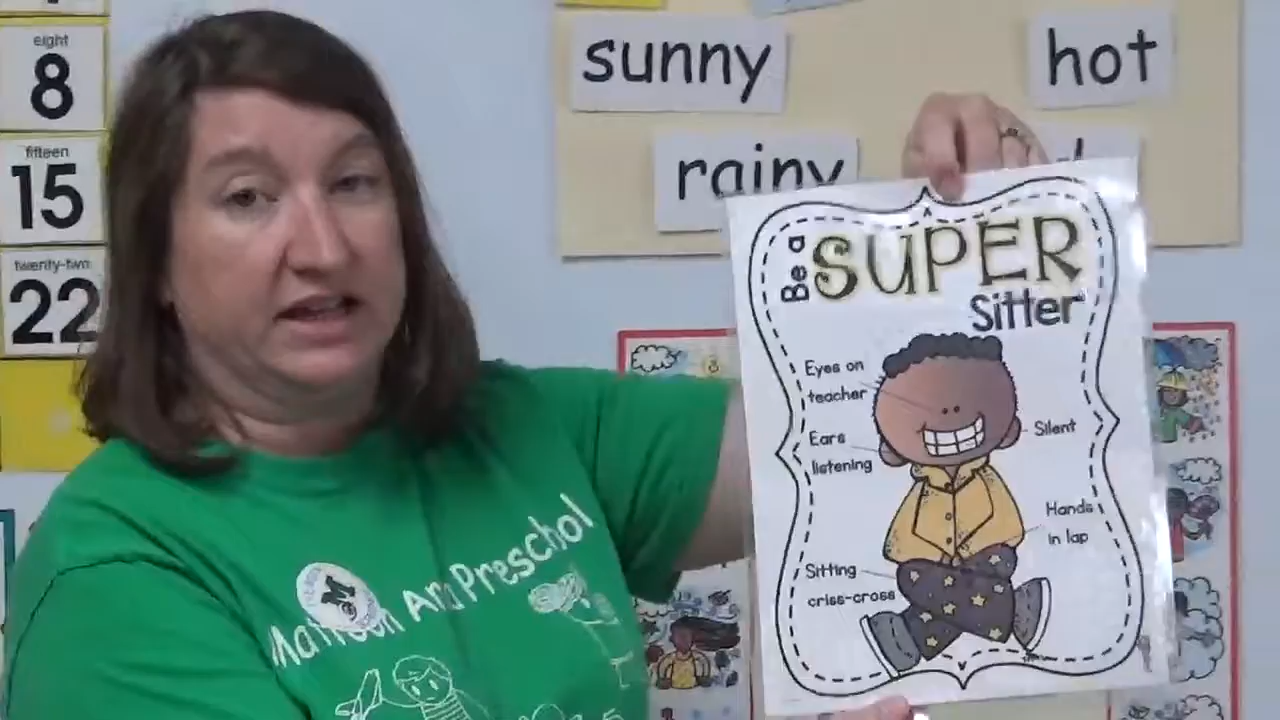 eight
8
fifteen
15
twenty-two
22
sunny
hot
rainy
Be a
SUPER
Sitter
Eyes on
teacher
Ears
listening
Silent
Hands
in lap
Sitting
criss-cross
Preschol
M